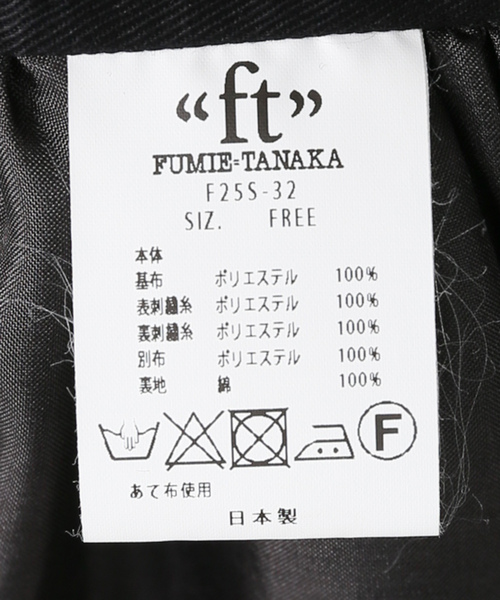 “ft”
FUMIE=TANAKA
F25S-32
SIZ. FREE
本体
基布 ポリエステル 100%
表刺繍糸 ポリエステル 100%
裏刺繍糸 ポリエステル 100%
別布 ポリエステル 100%
裏地 綿 100%
F
あて布使用
日本製